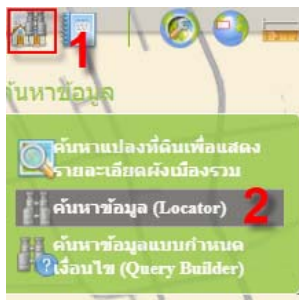 1
ค้นหาข้อมูล
ค้นหาแปลงที่ดินเพื่อแสดง
รายละเอียดผังเมืองรวม
ค้นหาข้อมูล (Locator) 2
ค้นหาข้อมูลแบบกำหนด
เงื่อนไข (Query Builder)